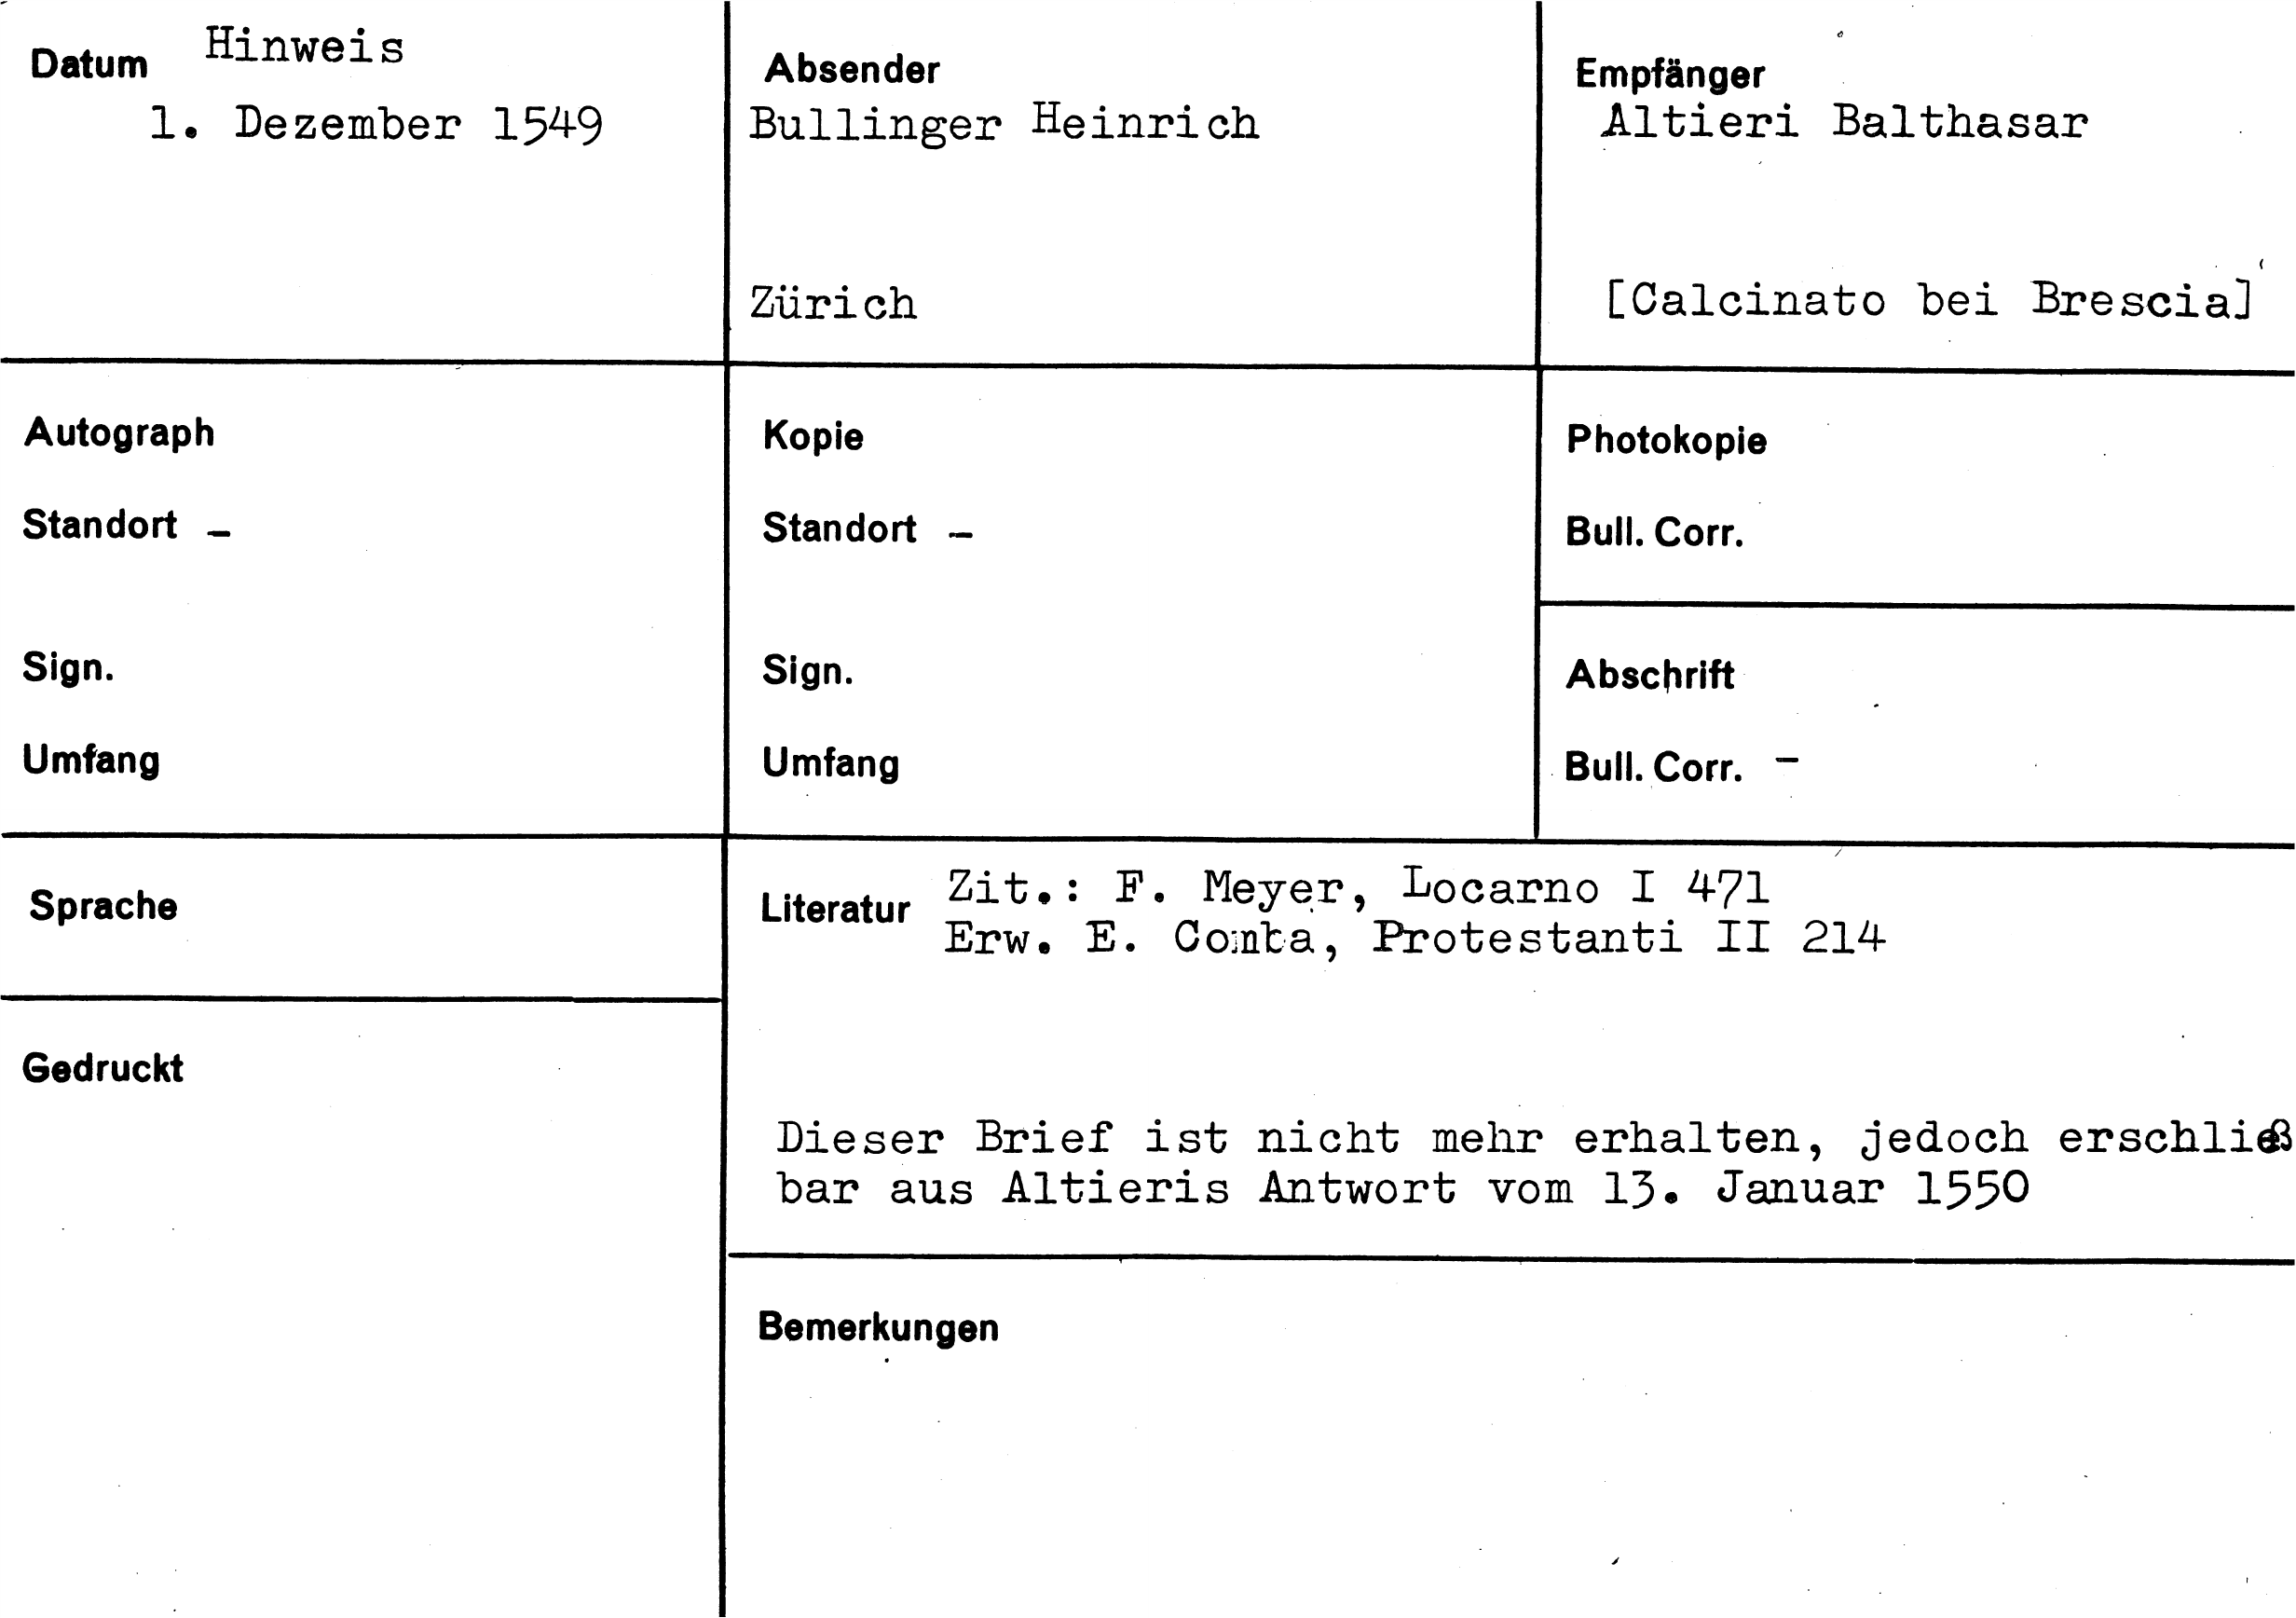 Datum Hinweis
1. Dezember 1549
Absender
Bullinger Heinrich
Zürich
Empfänger
Altieri Balthasar
[Calcinato bei Brescia]
Autograph
Standort -
Sign.
Umfang
Kopie
Standort -
Sign.
Umfang
Photokopie
Bull. Corr.
Abschrift
Bull. Corr. -
Sprache
Gedruckt
Literatur Zit.: F. Meyer, Locarno I 471
Erw. E. Comba, Protestanti II 214
Dieser Brief ist nicht mehr erhalten, jedoch erschließ
bar aus Altieris Antwort vom 13. Januar 1550
Bemerkungen